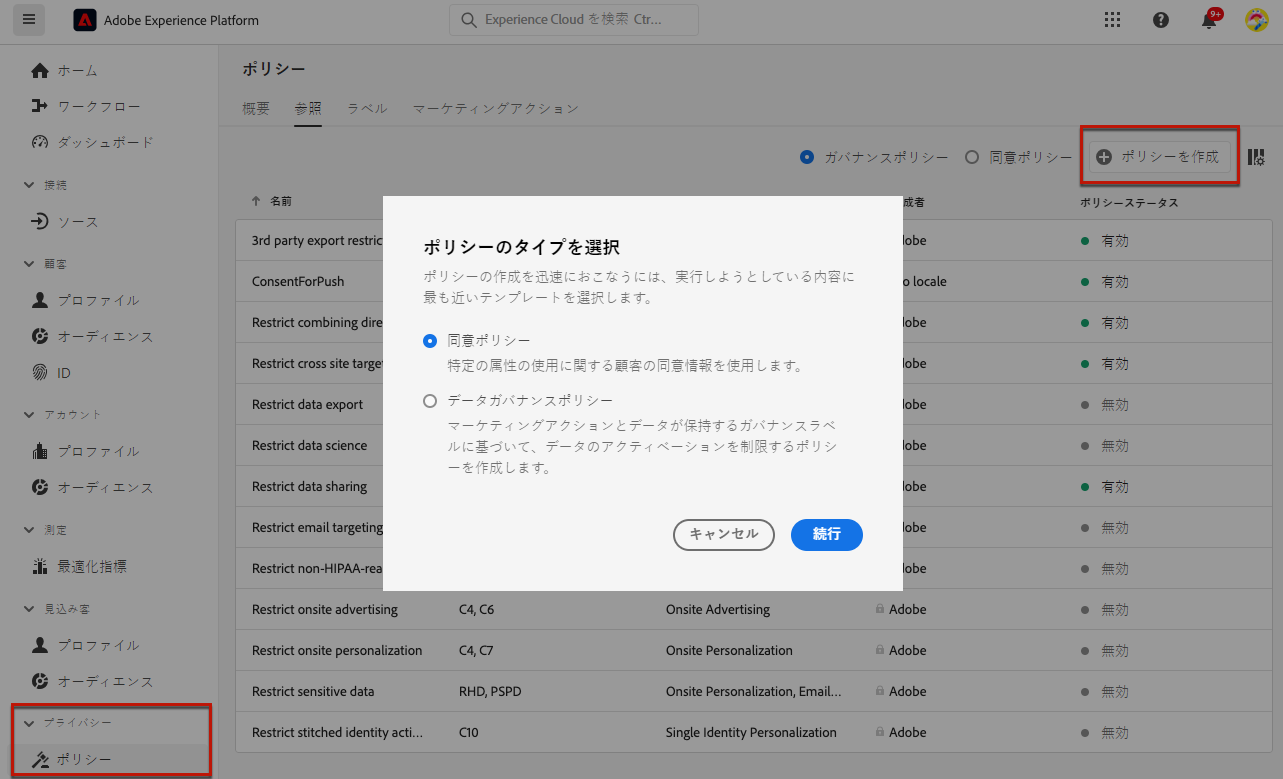 Adobe Experience Platform
Experience Cloud を検索 Ctr...
9+
ホーム
ワークフロー
ダッシュボード
接続
ソース
顧客
プロファイル
オーディエンス
ID
アカウント
プロファイル
オーディエンス
測定
最適化指標
見込み客
プロファイル
オーディエンス
プライバシー
ポリシー
ポリシー
概要 参照 ラベル マーケティングアクション
ガバナンスポリシー 同意ポリシー ポリシーを作成
名前 成者 ポリシーステータス
3rd party export restric dobe 有効
ConsentForPush o locale 有効
Restrict combining dire dobe 有効
Restrict cross site targe dobe 有効
Restrict data export dobe 無効
Restrict data science dobe 無効
Restrict data sharing dobe 有効
Restrict email targeting dobe 無効
Restrict non-HIPAA-rea dobe 無効
Restrict onsite advertising C4, C6 Onsite Advertising Adobe 無効
Restrict onsite personalization C4, C7 Onsite Personalization Adobe 無効
Restrict sensitive data RHD, PSPD Onsite Personalization, Email... Adobe 無効
Restrict stitched identity acti... C10 Single Identity Personalization Adobe 無効
ポリシーのタイプを選択
ポリシーの作成を迅速におこなうには、実行しようとしている内容に
最も近いテンプレートを選択します。
同意ポリシー
特定の属性の使用に関する顧客の同意情報を使用します。
データガバナンスポリシー
マーケティングアクションとデータが保持するガバナンスラベ
ルに基づいて、データのアクティベーションを制限するポリシ
ーを作成します。
キャンセル 続行